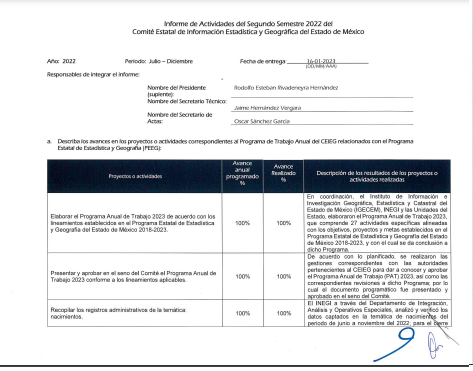 Informe de Actividades del Segundo Semestre 2022 del
Comité Estatal de Información Estadística y Geográfica del Estado de México
Año: 2022 Periodo: Julio – Diciembre Fecha de entrega: 16-01-2023
(DD/MM/AAA)
Responsables de integrar el informe:
Nombre del Presidente (suplente): Rodolfo Esteban Rivadeneyra Hernández
Nombre del Secretario Técnico: Jaime Hernández Vergara
Nombre del Secretario de Actas: Oscar Sánchez García
a. Describa los avances en los proyectos o actividades correspondientes al Programa de Trabajo Anual del CEIEG relacionados con el Programa
Estatal de Estadística y Geografía (PEEG):
Proyectos o actividades
Avance
anual
programado
%
Avance
Realizado
%
Descripción de los resultados de los proyectos o
actividades realizadas
Elaborar el Programa Anual de Trabajo 2023 de acuerdo con los
lineamientos establecidos en el Programa Estatal de Estadística
y Geografía del Estado de México 2018-2023.
100%
100%
En coordinación, el Instituto de Información e
Investigación Geográfica, Estadística y Catastral del
Estado de México (IGECEM), INEGI y las Unidades del
Estado, elaboraron el Programa Anual de Trabajo 2023,
que comprende 27 actividades específicas alineadas
con los objetivos, proyectos y metas establecidos en el
Programa Estatal de Estadística y Geografía del Estado
de México 2018-2023, y con el cual se da conclusión a
dicho Programa.
Presentar y aprobar en el seno del Comité el Programa Anual de
Trabajo 2023 conforme a los lineamientos aplicables.
100%
100%
De acuerdo con lo planificado, se realizaron las
gestiones correspondientes con las autoridades
pertenecientes al CEIEG para dar a conocer y aprobar
el Programa Anual de Trabajo (PAT) 2023, así como las
correspondientes revisiones a dicho Programa; por lo
cual el documento programático fue presentado y
aprobado en el seno del Comité.
Recopilar los registros administrativos de la temática:
nacimientos.
100%
100%
El INEGI a través del Departamento de Integración,
Análisis y Operativos Especiales, analizó y verificó los
datos captados en la temática de nacimientos del
periodo de junio a noviembre del 2022; para el cierre